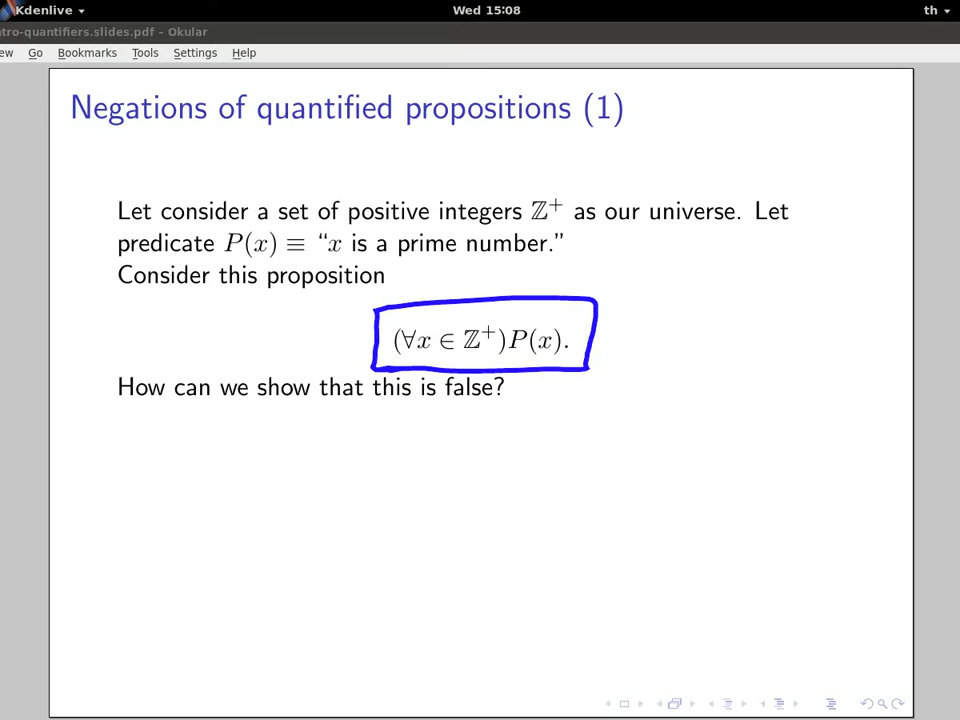 Kdenlive Wed 15:08 th
tro-quantifiers.slides.pdf – Okular
ew Go Bookmarks Tools Settings Help
Negations of quantified propositions (1)
Let consider a set of positive integers ℤ⁺ as our universe. Let
predicate P(x) ≡ “x is a prime number.”
Consider this proposition
(∀x ∈ ℤ⁺)P(x).
How can we show that this is false?